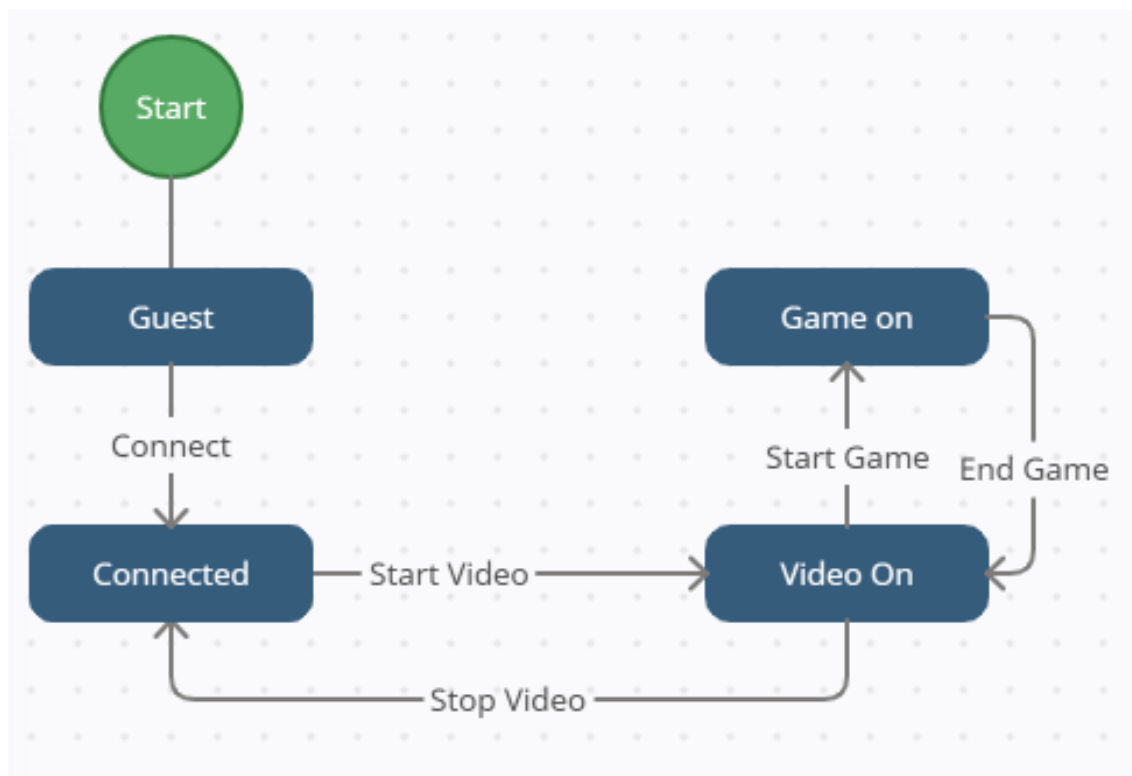 Start
Guest
Game on
Connect
Start Game
End Game
Connected
Start Video
Video On
Stop Video